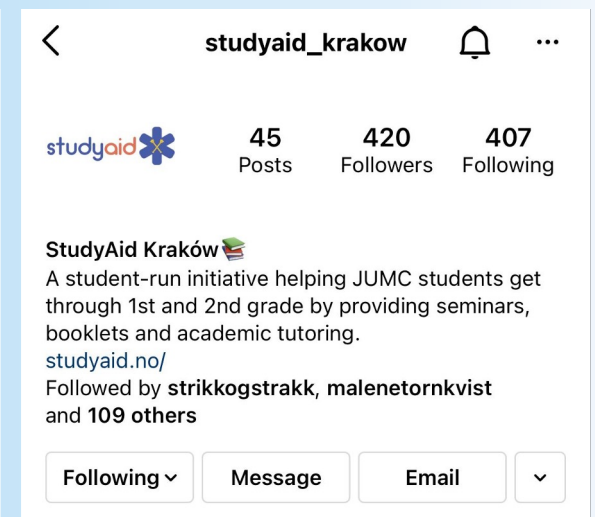 studyaid_krakow
studyaid
45 420 407
Posts Followers Following
StudyAid Kraków📚
A student-run initiative helping JUMC students get
through 1st and 2nd grade by providing seminars,
booklets and academic tutoring.
studyaid.no/
Followed by strikkogstrakk, malenetornkvist
and 109 others
Following Message Email